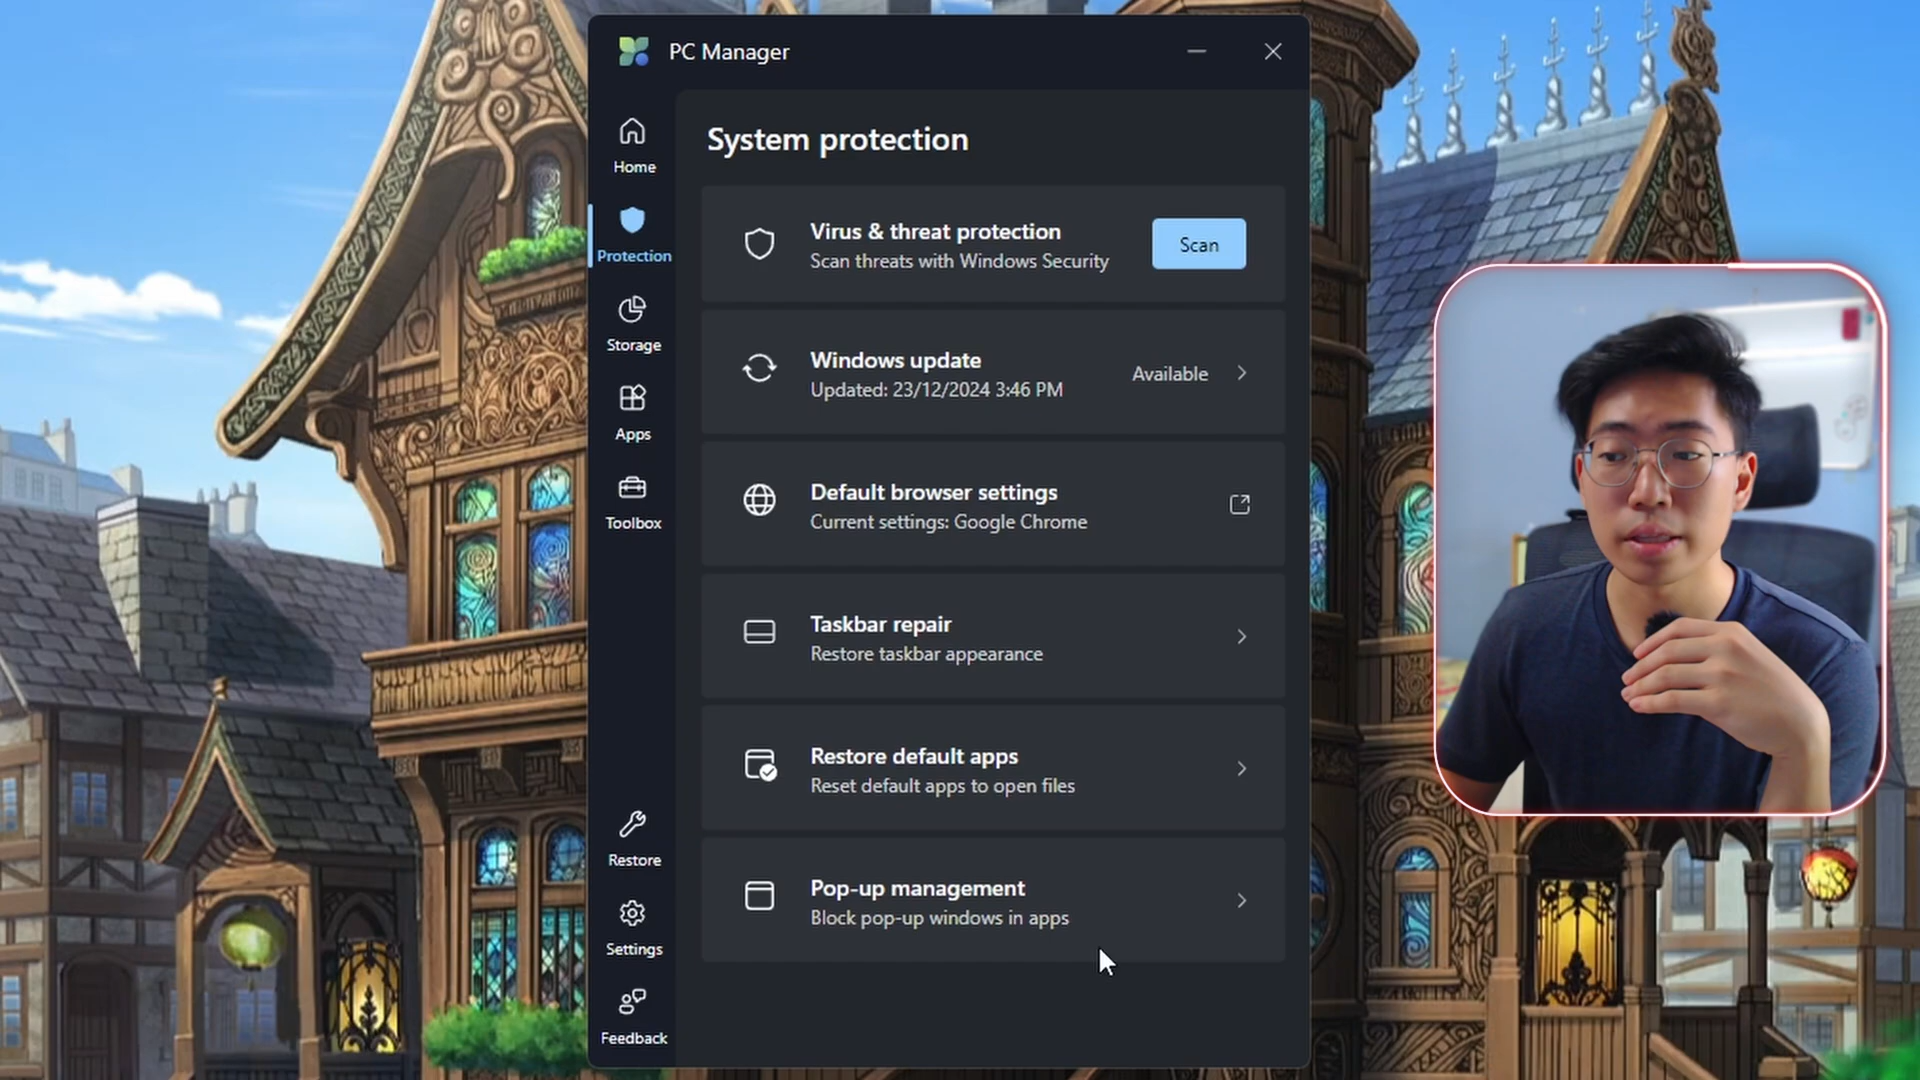 PC Manager
Home
Protection
Storage
Apps
Toolbox
Restore
Settings
Feedback
System protection
Virus & threat protection
Scan threats with Windows Security
Scan
Windows update
Updated: 23/12/2024 3:46 PM
Available
Default browser settings
Current settings: Google Chrome
Taskbar repair
Restore taskbar appearance
Restore default apps
Reset default apps to open files
Pop-up management
Block pop-up windows in apps